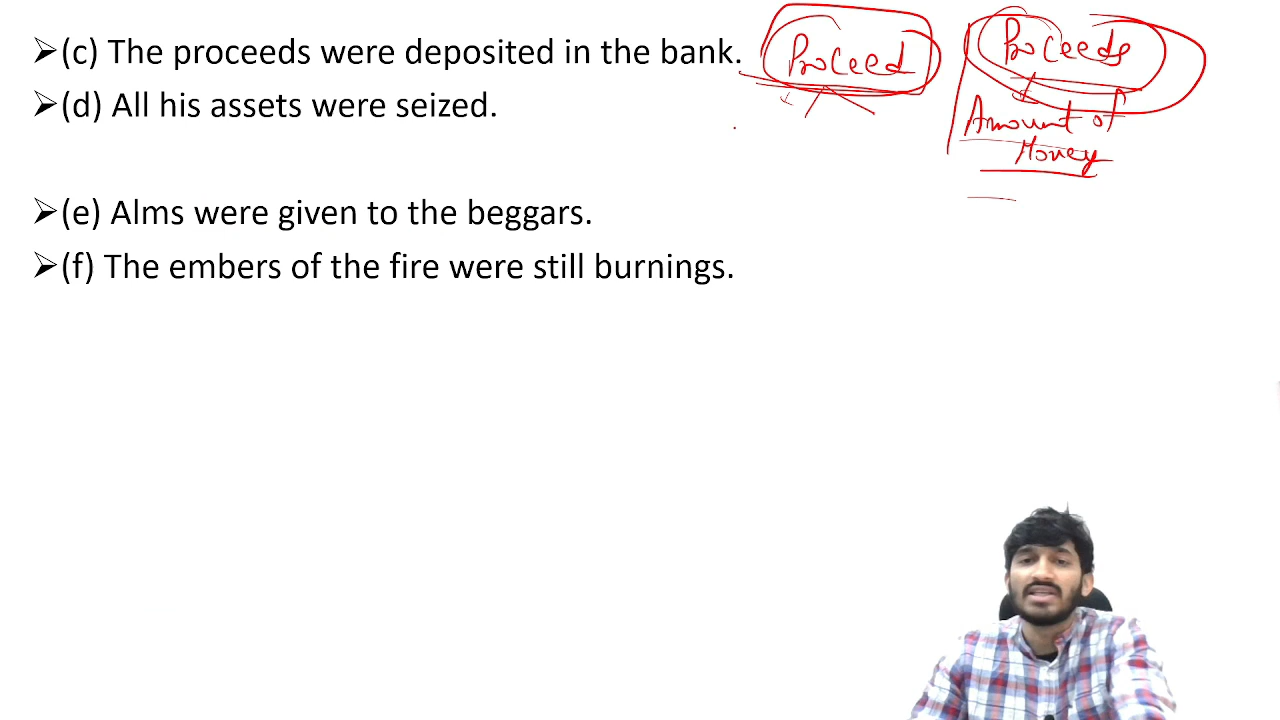 ➤(c) The proceeds were deposited in the bank.
➤(d) All his assets were seized.
➤(e) Alms were given to the beggars.
➤(f) The embers of the fire were still burnings.
Proceed
Proceeds
Amount of
Money